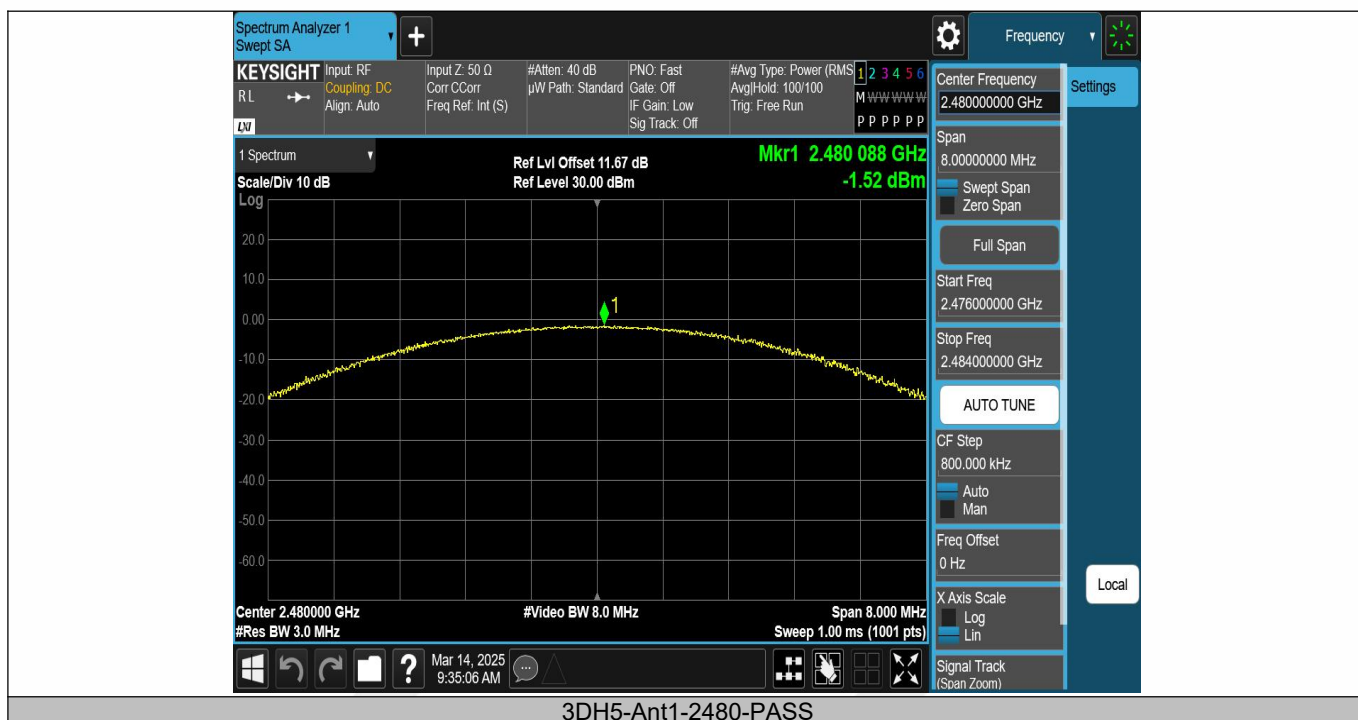 Spectrum Analyzer 1
Swept SA
Frequency
KEYSIGHT
RL
LXI
Input: RF
Coupling: DC
Align: Auto
Input Z: 50 Ω
Corr CCorr
Freq Ref: Int (S)
#Atten: 40 dB
µW Path: Standard
PNO: Fast
Gate: Off
IF Gain: Low
Sig Track: Off
#Avg Type: Power (RMS
Avg|Hold: 100/100
Trig: Free Run
1 2 3 4 5 6
M W W W W W
P P P P P P
1 Spectrum
Scale/Div 10 dB
Log
Ref Lvl Offset 11.67 dB
Ref Level 30.00 dBm
Mkr1 2.480 088 GHz
-1.52 dBm
20.0
10.0
0.00
-10.0
-20.0
-30.0
-40.0
-50.0
-60.0
1
Center 2.480000 GHz
#Res BW 3.0 MHz
#Video BW 8.0 MHz
Span 8.000 MHz
Sweep 1.00 ms (1001 pts)
Center Frequency
2.480000000 GHz
Settings
Span
8.00000000 MHz
Swept Span
Zero Span
Full Span
Start Freq
2.476000000 GHz
Stop Freq
2.484000000 GHz
AUTO TUNE
CF Step
800.000 kHz
Auto
Man
Freq Offset
0 Hz
X Axis Scale
Log
Lin
Signal Track
(Span Zoom)
Local
?
Mar 14, 2025
9:35:06 AM
3DH5-Ant1-2480-PASS